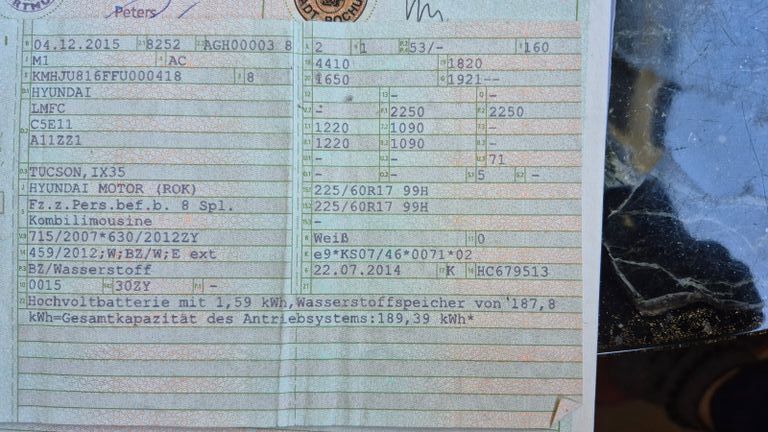 Peters
STADT BOCHUM
04.12.2015 8252 AGH00003 8
M1 AC
KMHJU816FFU000418 8
HYUNDAI
LMFC
C5E11
A11ZZ1
TUCSON,IX35
HYUNDAI MOTOR (ROK)
Fz.z.Pers.bef.b. 8 Spl.
Kombilimousine
715/2007*630/2012ZY
459/2012;W;BZ/W;E ext
BZ/Wasserstoff
0015 30ZY -
2 1 53/- 160
4410 1820
1650 1921--
- - -
- 2250 2250
1220 1090
1220 1090
- - 71
- - 5 -
225/60R17 99H
225/60R17 99H
-
Weiß 0
e9*KS07/46*0071*02
22.07.2014 K HC679513
Hochvoltbatterie mit 1,59 kWh,Wasserstoffspeicher von 187,8
kWh=Gesamtkapazität des Antriebsystems:189,39 kWh*